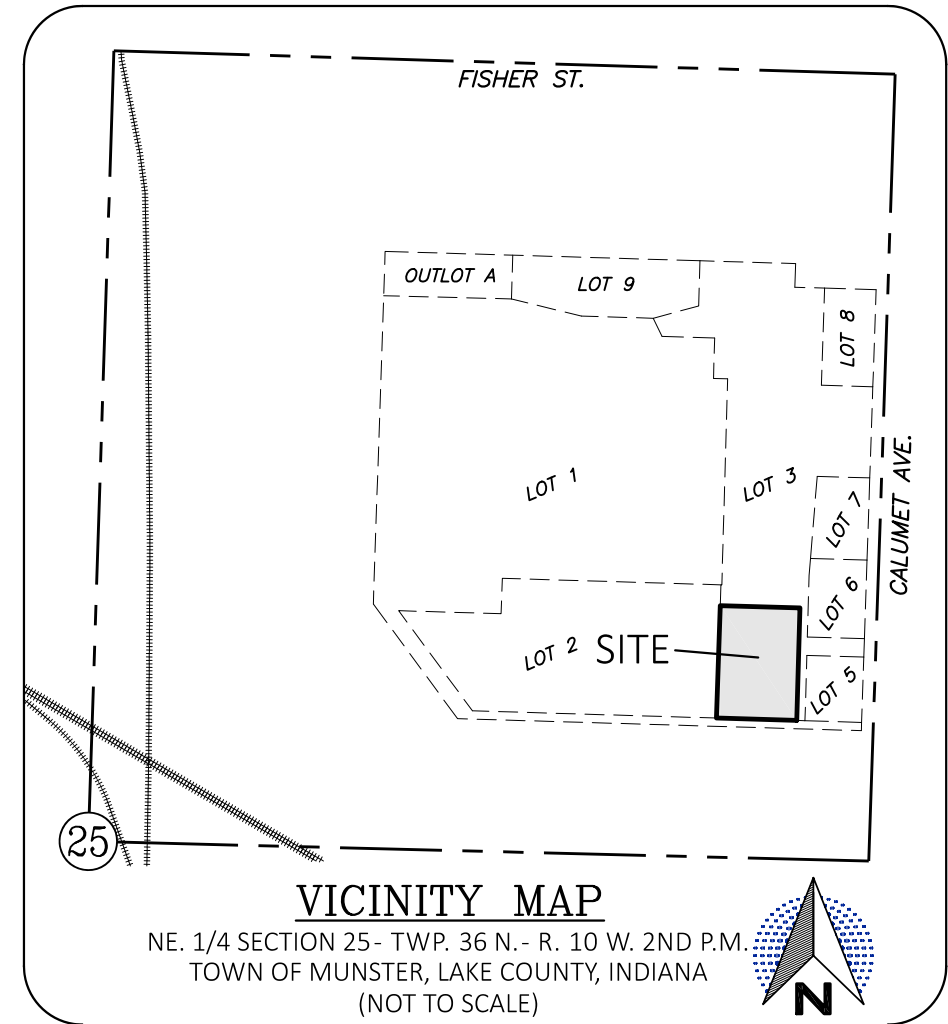 FISHER ST.
OUTLOT A
LOT 9
LOT 8
LOT 1
LOT 3
CALUMET AVE.
LOT 7
LOT 6
LOT 2
SITE
LOT 5
25
VICINITY MAP
NE. 1/4 SECTION 25- TWP. 36 N.- R. 10 W. 2ND P.M.
TOWN OF MUNSTER, LAKE COUNTY, INDIANA
(NOT TO SCALE)
N